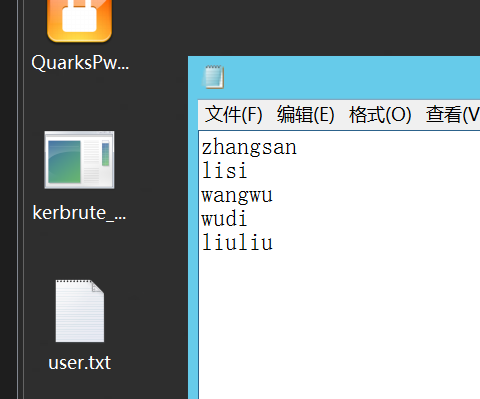 QuarksPw...
kerbrute_...
user.txt
文件(F) 编辑(E) 格式(O) 查看(V
zhangsan
lisi
wangwu
wudi
liuliu